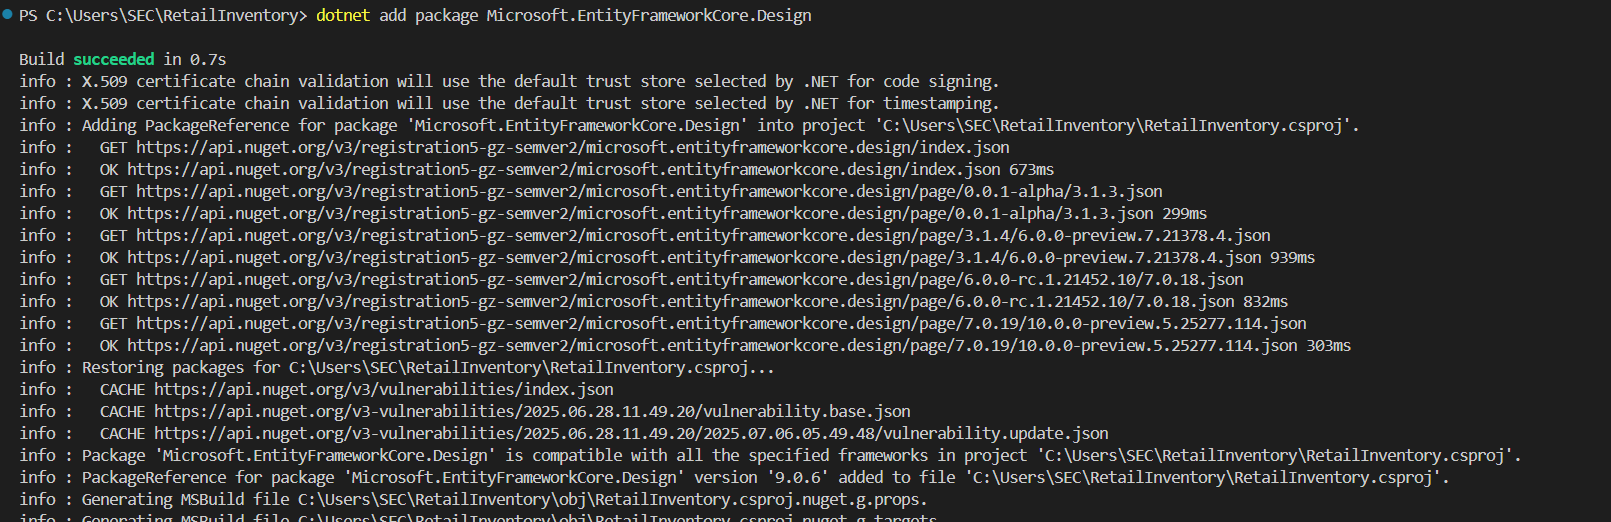 PS C:\Users\SEC\RetailInventory> dotnet add package Microsoft.EntityFrameworkCore.Design
Build succeeded in 0.7s
info : X.509 certificate chain validation will use the default trust store selected by .NET for code signing.
info : X.509 certificate chain validation will use the default trust store selected by .NET for timestamping.
info : Adding PackageReference for package 'Microsoft.EntityFrameworkCore.Design' into project 'C:\Users\SEC\RetailInventory\RetailInventory.csproj'.
info :   GET https://api.nuget.org/v3/registration5-gz-semver2/microsoft.entityframeworkcore.design/index.json
info :   OK https://api.nuget.org/v3/registration5-gz-semver2/microsoft.entityframeworkcore.design/index.json 673ms
info :   GET https://api.nuget.org/v3/registration5-gz-semver2/microsoft.entityframeworkcore.design/page/0.0.1-alpha/3.1.3.json
info :   OK https://api.nuget.org/v3/registration5-gz-semver2/microsoft.entityframeworkcore.design/page/0.0.1-alpha/3.1.3.json 299ms
info :   GET https://api.nuget.org/v3/registration5-gz-semver2/microsoft.entityframeworkcore.design/page/3.1.4/6.0.0-preview.7.21378.4.json
info :   OK https://api.nuget.org/v3/registration5-gz-semver2/microsoft.entityframeworkcore.design/page/3.1.4/6.0.0-preview.7.21378.4.json 939ms
info :   GET https://api.nuget.org/v3/registration5-gz-semver2/microsoft.entityframeworkcore.design/page/6.0.0-rc.1.21452.10/7.0.18.json
info :   OK https://api.nuget.org/v3/registration5-gz-semver2/microsoft.entityframeworkcore.design/page/6.0.0-rc.1.21452.10/7.0.18.json 832ms
info :   GET https://api.nuget.org/v3/registration5-gz-semver2/microsoft.entityframeworkcore.design/page/7.0.19/10.0.0-preview.5.25277.114.json
info :   OK https://api.nuget.org/v3/registration5-gz-semver2/microsoft.entityframeworkcore.design/page/7.0.19/10.0.0-preview.5.25277.114.json 303ms
info : Restoring packages for C:\Users\SEC\RetailInventory\RetailInventory.csproj...
info :   CACHE https://api.nuget.org/v3/vulnerabilities/index.json
info :   CACHE https://api.nuget.org/v3-vulnerabilities/2025.06.28.11.49.20/vulnerability.base.json
info :   CACHE https://api.nuget.org/v3-vulnerabilities/2025.06.28.11.49.20/2025.07.06.05.49.48/vulnerability.update.json
info : Package 'Microsoft.EntityFrameworkCore.Design' is compatible with all the specified frameworks in project 'C:\Users\SEC\RetailInventory\RetailInventory.csproj'.
info : PackageReference for package 'Microsoft.EntityFrameworkCore.Design' version '9.0.6' added to file 'C:\Users\SEC\RetailInventory\RetailInventory.csproj'.
info : Generating MSBuild file C:\Users\SEC\RetailInventory\obj\RetailInventory.csproj.nuget.g.props.
info : Generating MSBuild file C:\Users\SEC\RetailInventory\obj\RetailInventory.csproj.nuget.g.targets.